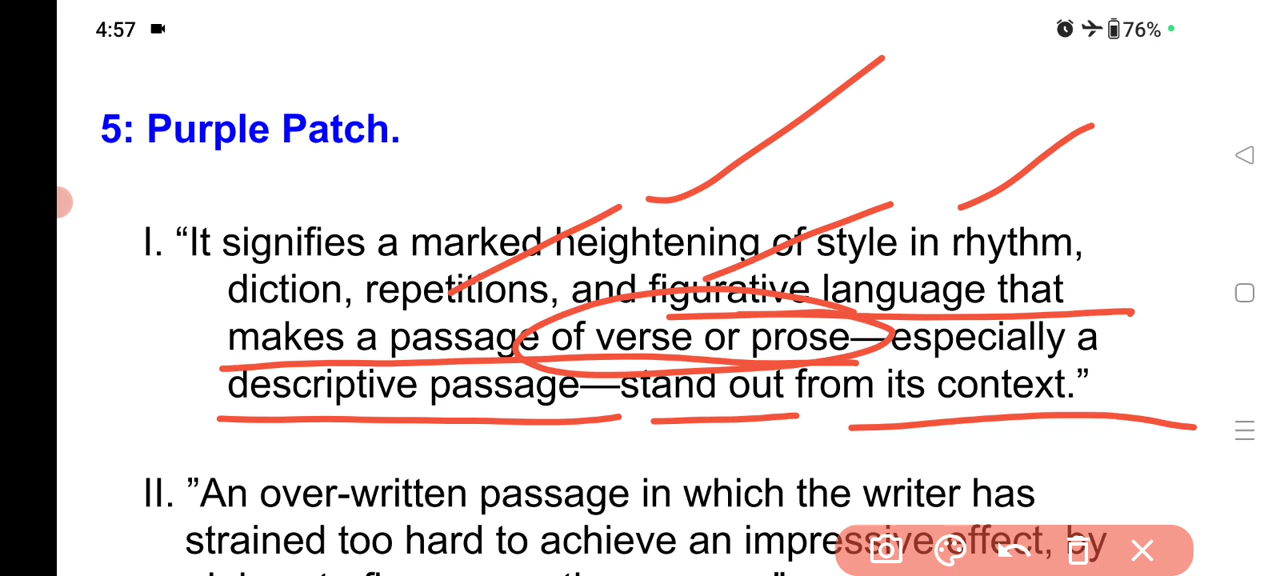 4:57
76%
5: Purple Patch.
I. “It signifies a marked heightening of style in rhythm,
diction, repetitions, and figurative language that
makes a passage of verse or prose—especially a
descriptive passage—stand out from its context.”
II. ”An over-written passage in which the writer has
strained too hard to achieve an impressive effect, by